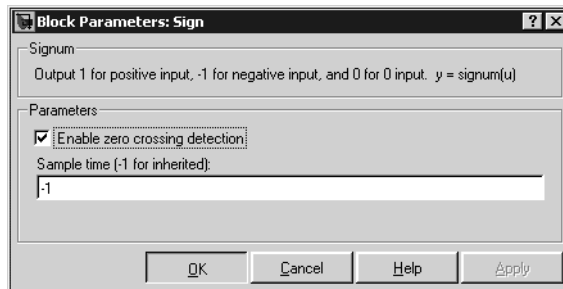 Block Parameters: Sign
Signum
Output 1 for positive input, -1 for negative input, and 0 for 0 input. y = signum(u)
Parameters
Enable zero crossing detection
Sample time (-1 for inherited):
-1
OK Cancel Help Apply